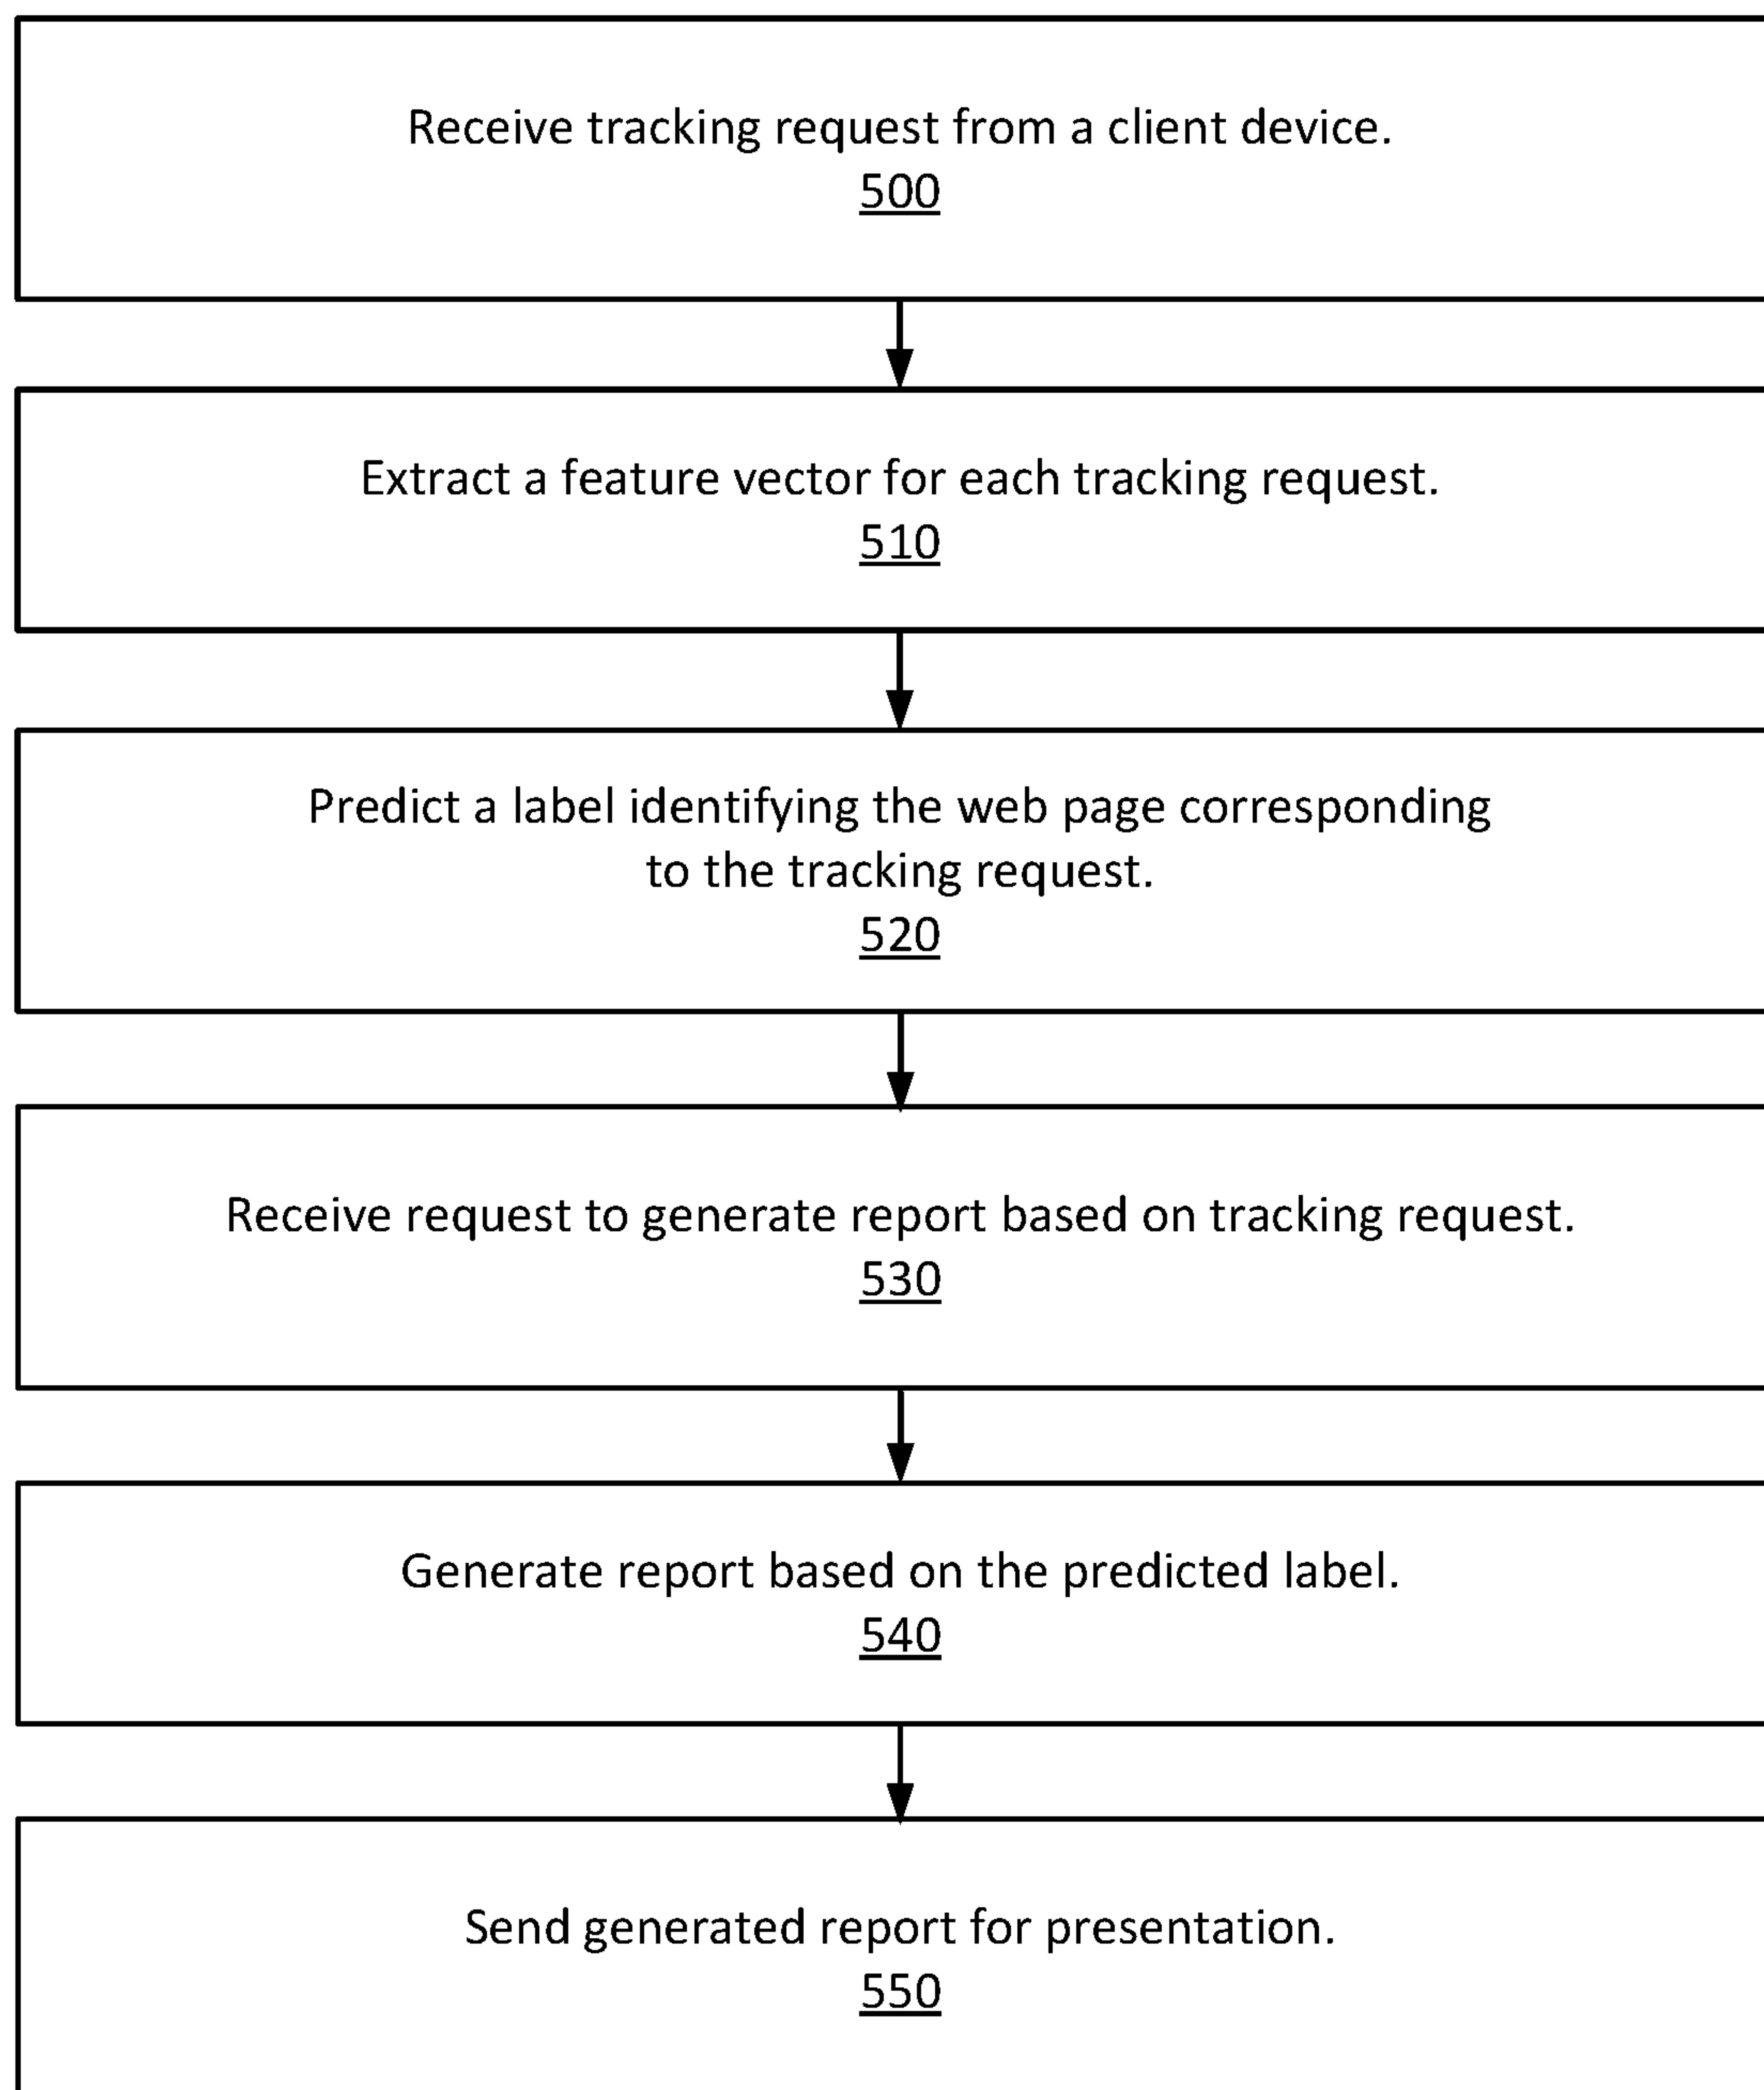 Receive tracking request from a client device.
500
Extract a feature vector for each tracking request.
510
Predict a label identifying the web page corresponding
to the tracking request.
520
Receive request to generate report based on tracking request.
530
Generate report based on the predicted label.
540
Send generated report for presentation.
550